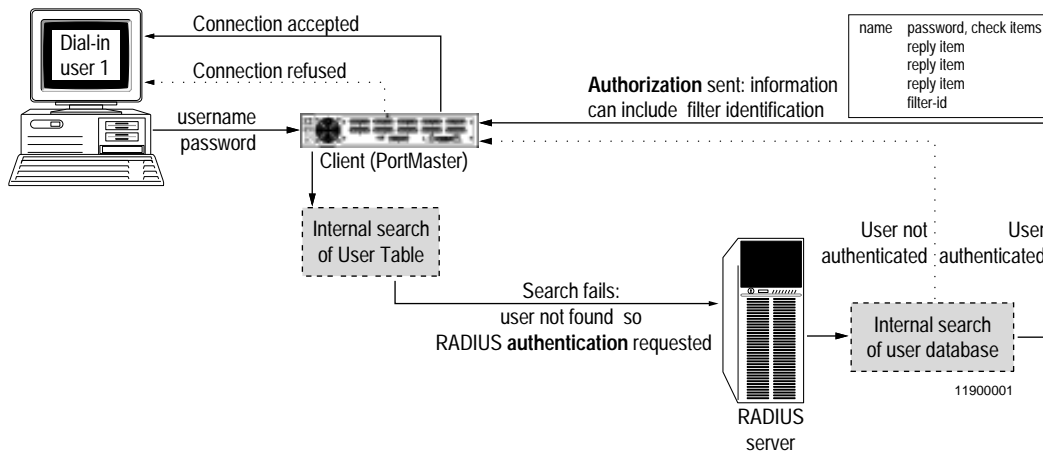 Dial-in
user 1
Connection accepted
Connection refused
username
password
Client (PortMaster)
Authorization sent: information
can include filter identification
name password, check items
reply item
reply item
reply item
filter-id
Internal search
of User Table
Search fails:
user not found so
RADIUS authentication requested
RADIUS
server
User not
authenticated
User
authenticated
Internal search
of user database
11900001